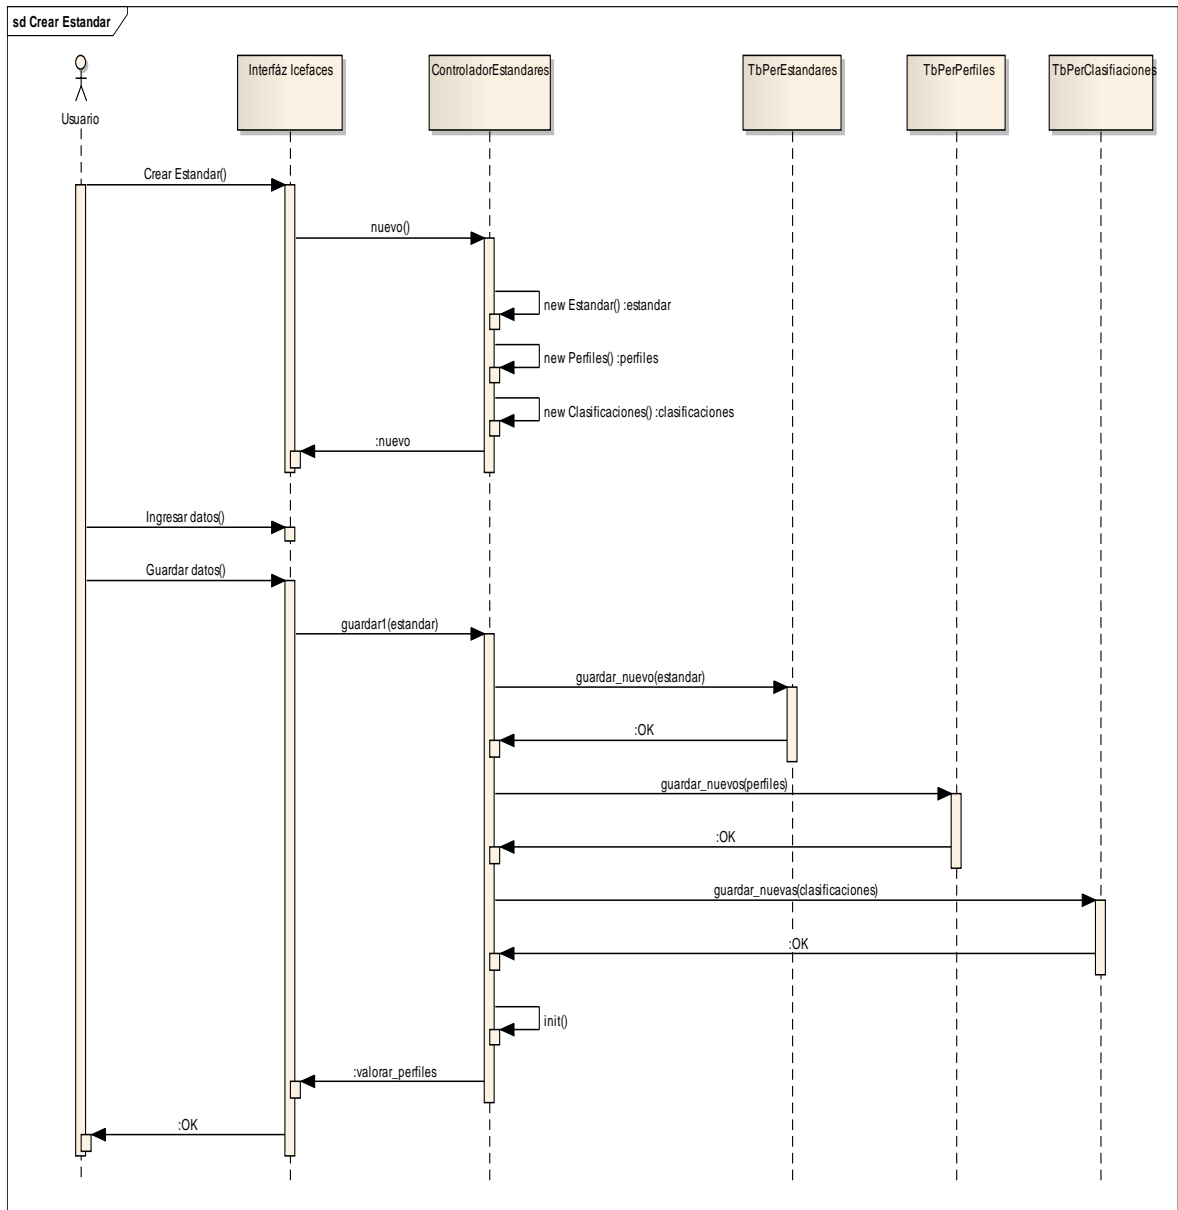 sd Crear Estandar
Usuario
Interfáz Icefaces
ControladorEstandares
TbPerEstandares
TbPerPerfiles
TbPerClasifiaciones
Crear Estandar()
nuevo()
new Estandar() :estandar
new Perfiles() :perfiles
new Clasificaciones() :clasificaciones
:nuevo
Ingresar datos()
Guardar datos()
guardar1(estandar)
guardar_nuevo(estandar)
:OK
guardar_nuevos(perfiles)
:OK
guardar_nuevas(clasificaciones)
:OK
init()
:valorar_perfiles
:OK